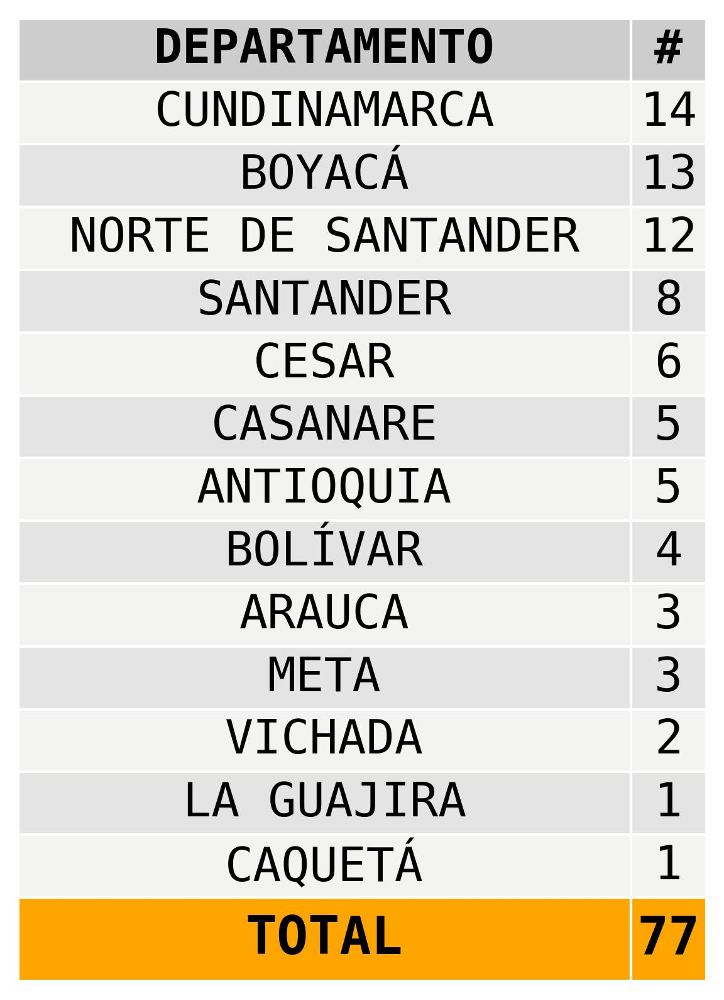 DEPARTAMENTO #
CUNDINAMARCA 14
BOYACÁ 13
NORTE DE SANTANDER 12
SANTANDER 8
CESAR 6
CASANARE 5
ANTIOQUIA 5
BOLÍVAR 4
ARAUCA 3
META 3
VICHADA 2
LA GUAJIRA 1
CAQUETÁ 1
TOTAL 77